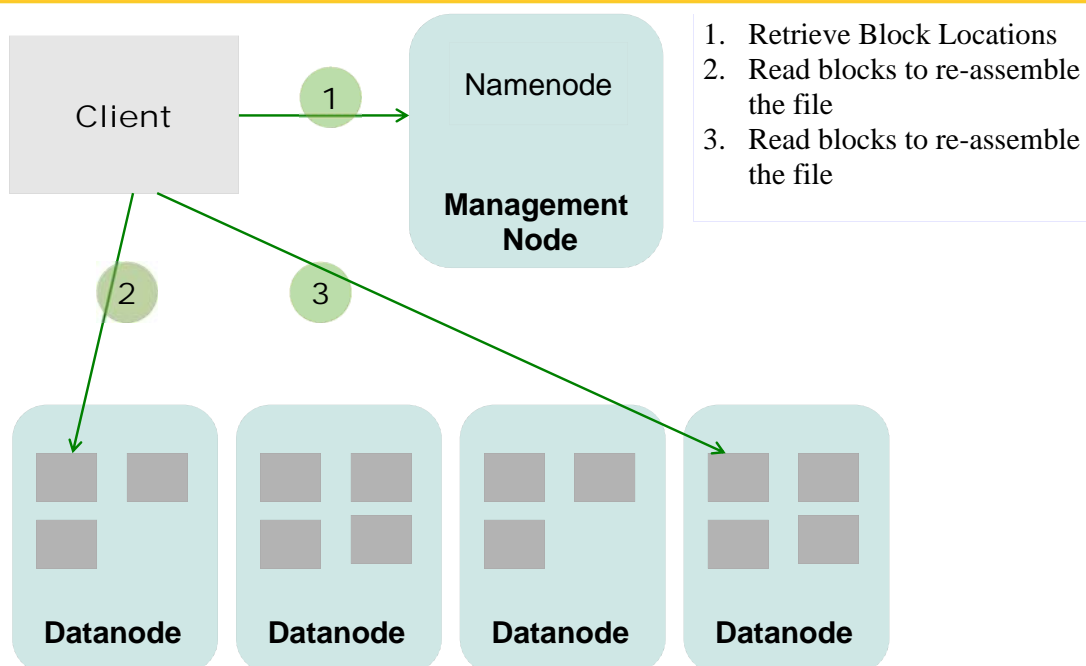 Client
1
Namenode
Management
Node
1. Retrieve Block Locations
2. Read blocks to re-assemble
the file
3. Read blocks to re-assemble
the file
2
3
Datanode
Datanode
Datanode
Datanode